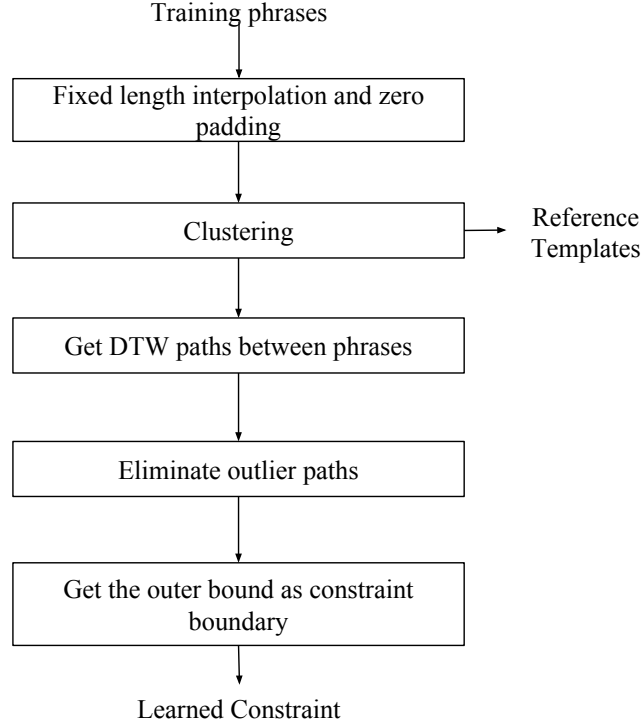 Training phrases
Fixed length interpolation and zero
padding
Clustering
Reference
Templates
Get DTW paths between phrases
Eliminate outlier paths
Get the outer bound as constraint
boundary
Learned Constraint